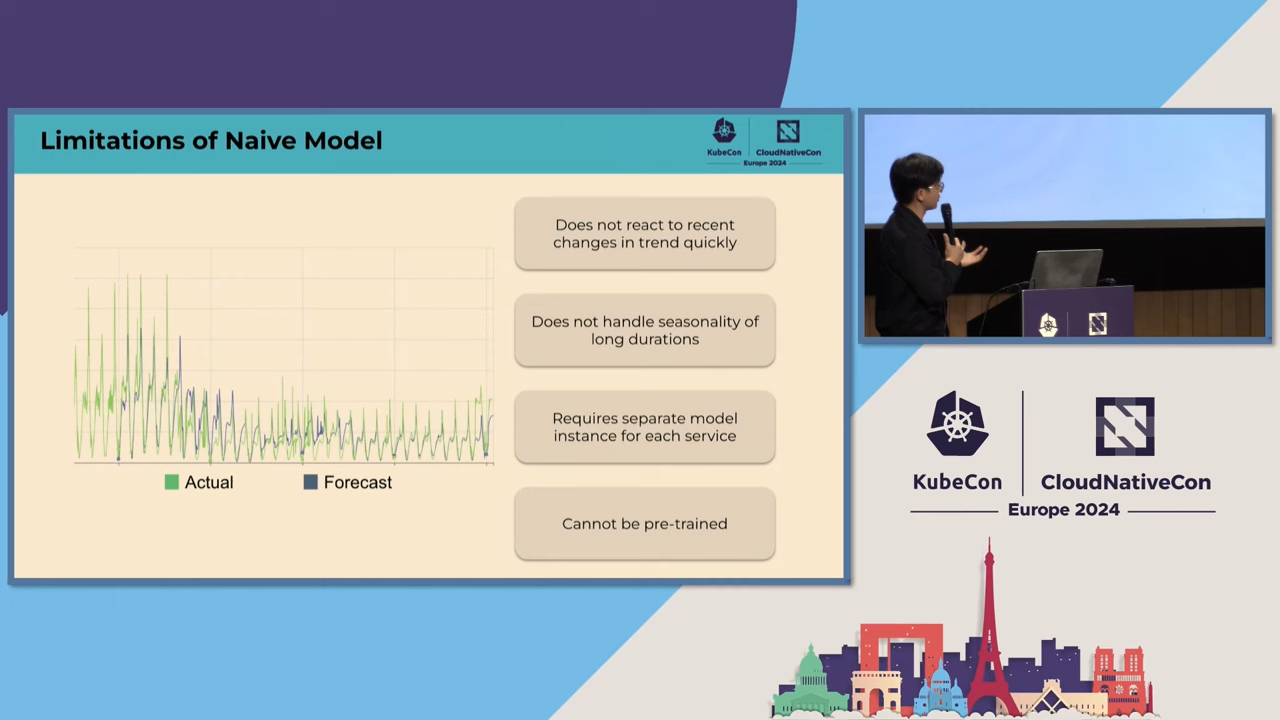 Limitations of Naive Model
KubeCon
CloudNativeCon
Europe 2024
Does not react to recent
changes in trend quickly
Does not handle seasonality of
long durations
Requires separate model
instance for each service
Cannot be pre-trained
Actual
Forecast
KubeCon
CloudNativeCon
Europe 2024